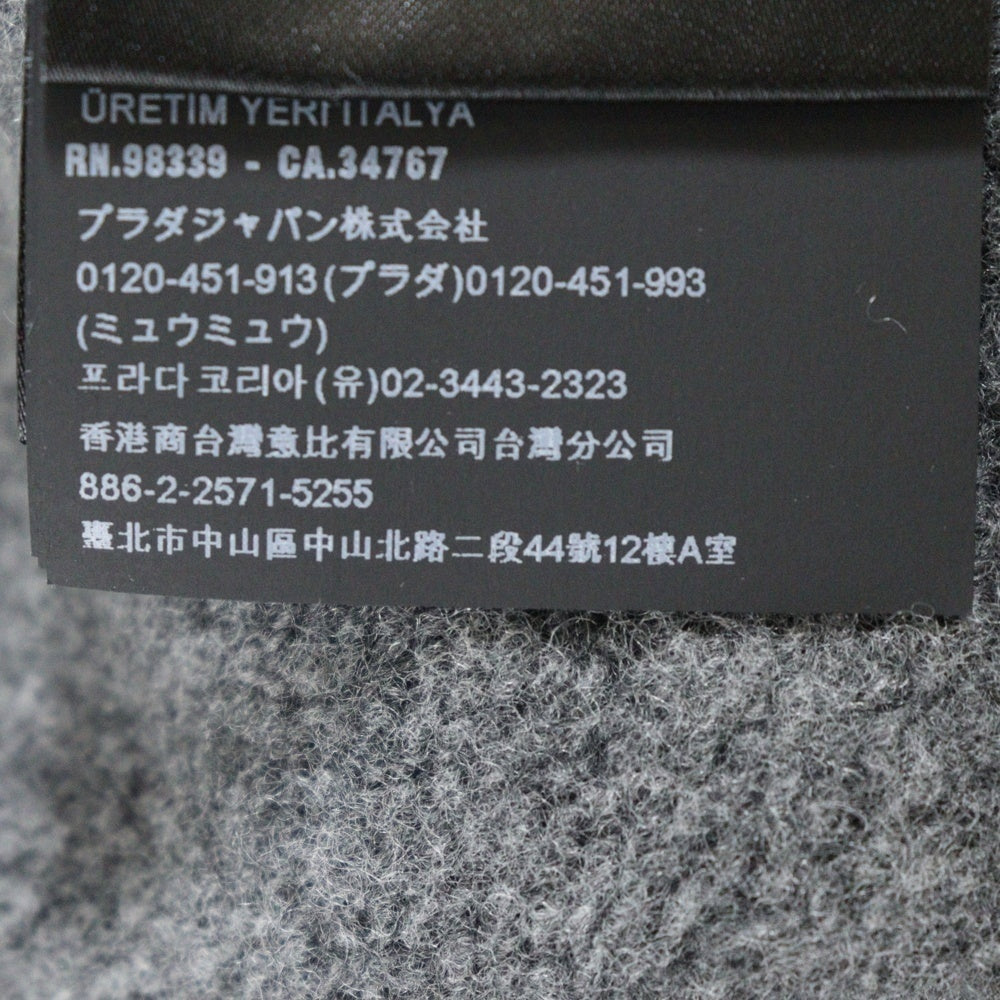 ÜRETIM YERI ITALYA
RN.98339 - CA.34767
プラダジャパン株式会社
0120-451-913(プラダ)0120-451-993
(ミュウミュウ)
프라다코리아(유)02-3443-2323
香港商台灣意比有限公司台灣分公司
886-2-2571-5255
臺北市中山區中山北路二段44號12樓A室